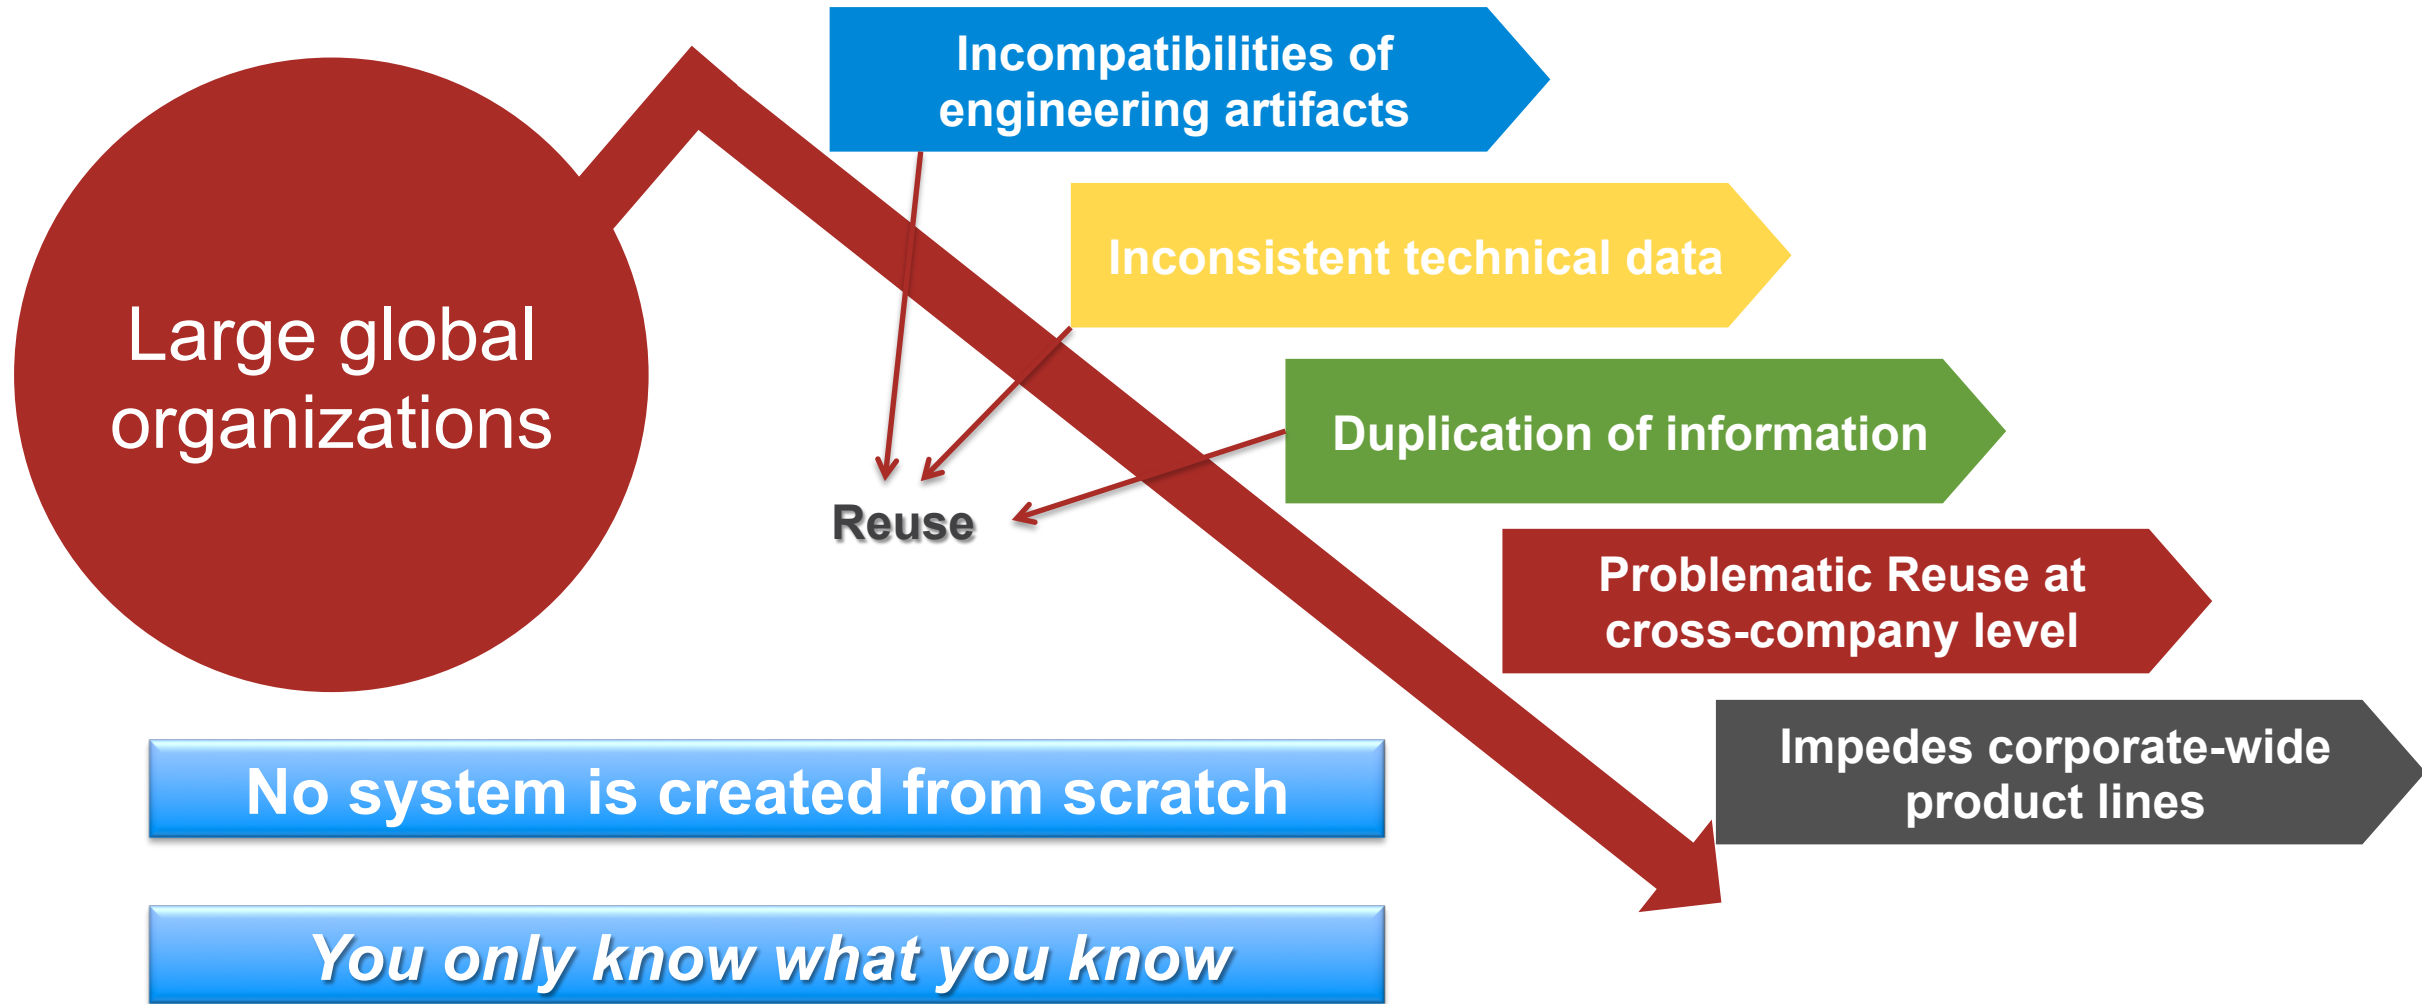 Incompatibilities of
engineering artifacts
Inconsistent technical data
Large global
organizations
Duplication of information
Reuse
Problematic Reuse at
cross-company level
Impedes corporate-wide
product lines
No system is created from scratch
You only know what you know